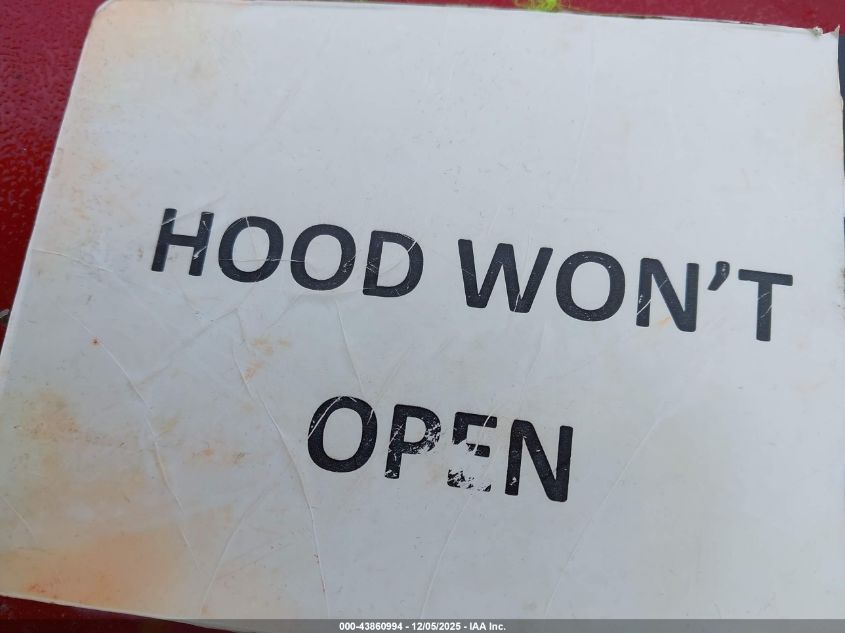 HOOD WON'T
OPEN
000-43860994 - 12/05/2025 - IAA Inc.